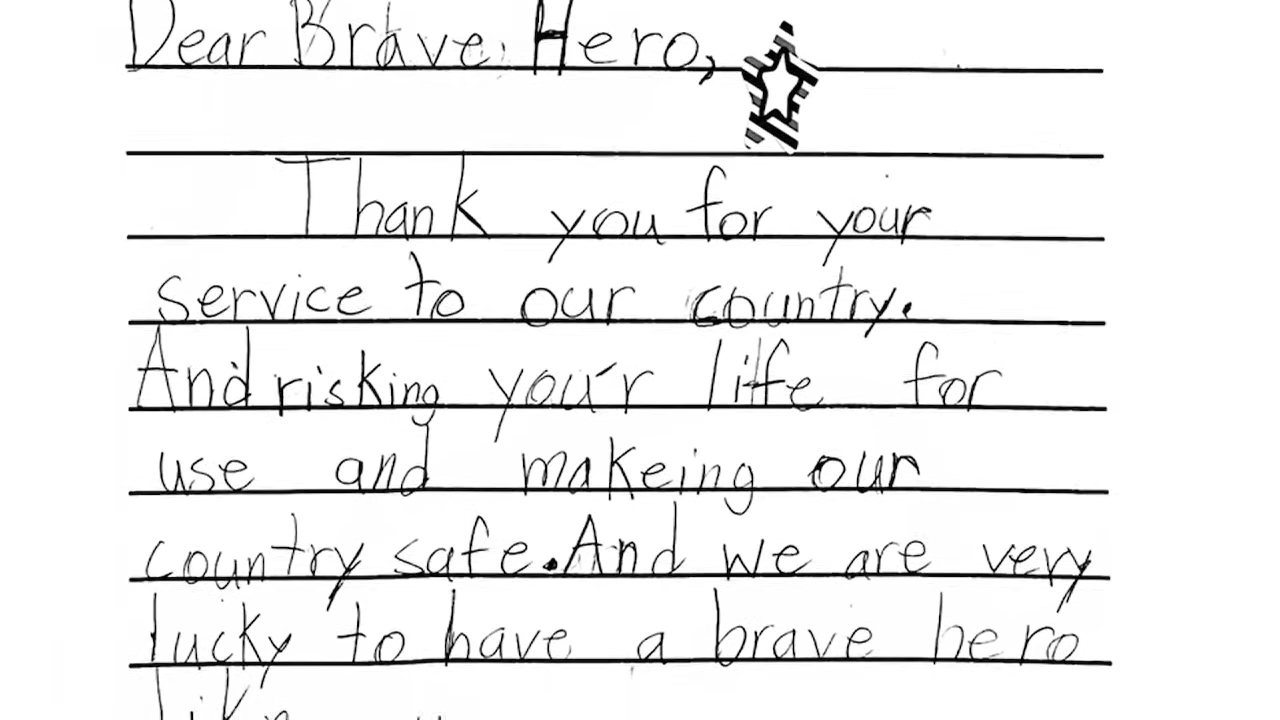 Dear Brave Hero,
Thank you for your
service to our country.
And risking your life for
use and makeing our
country safe. And we are very
lucky to have a brave hero